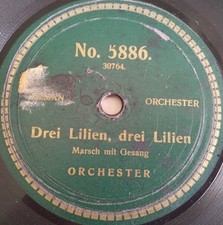 No. 5886.
30764.
ORCHESTER
Drei Lilien, drei Lilien
Marsch mit Gesang
ORCHESTER